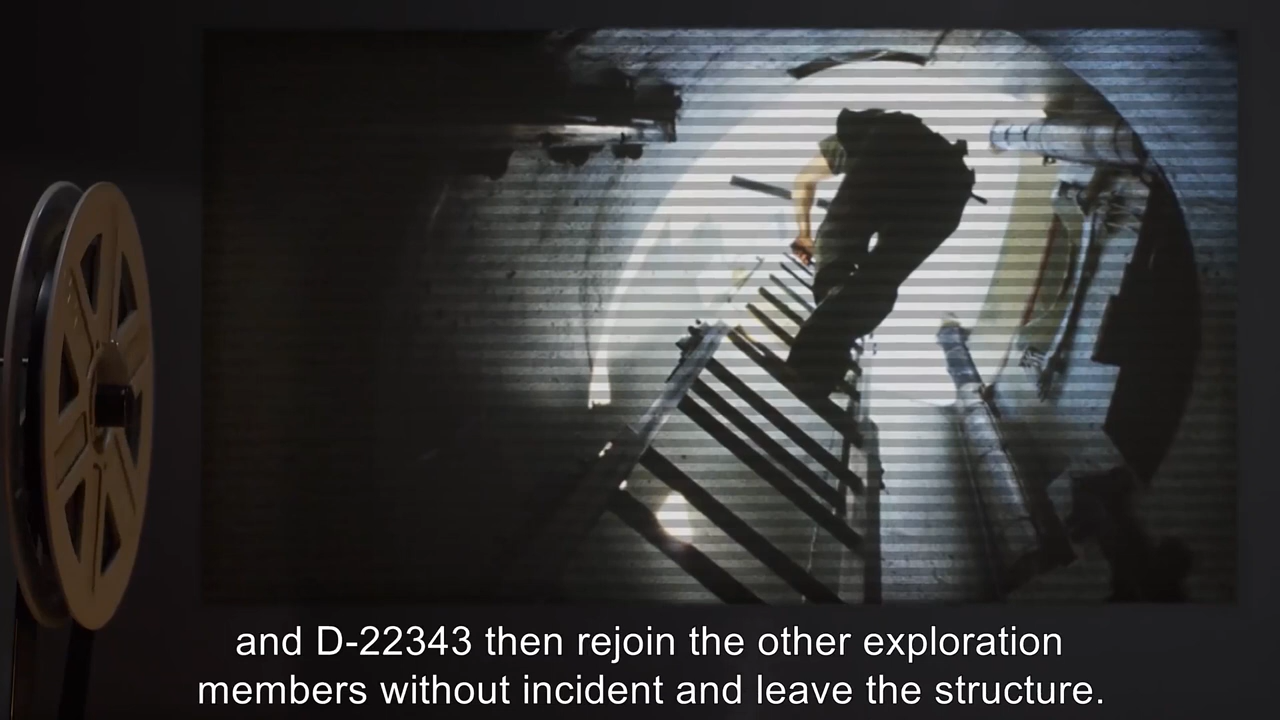 and D-22343 then rejoin the other exploration
members without incident and leave the structure.